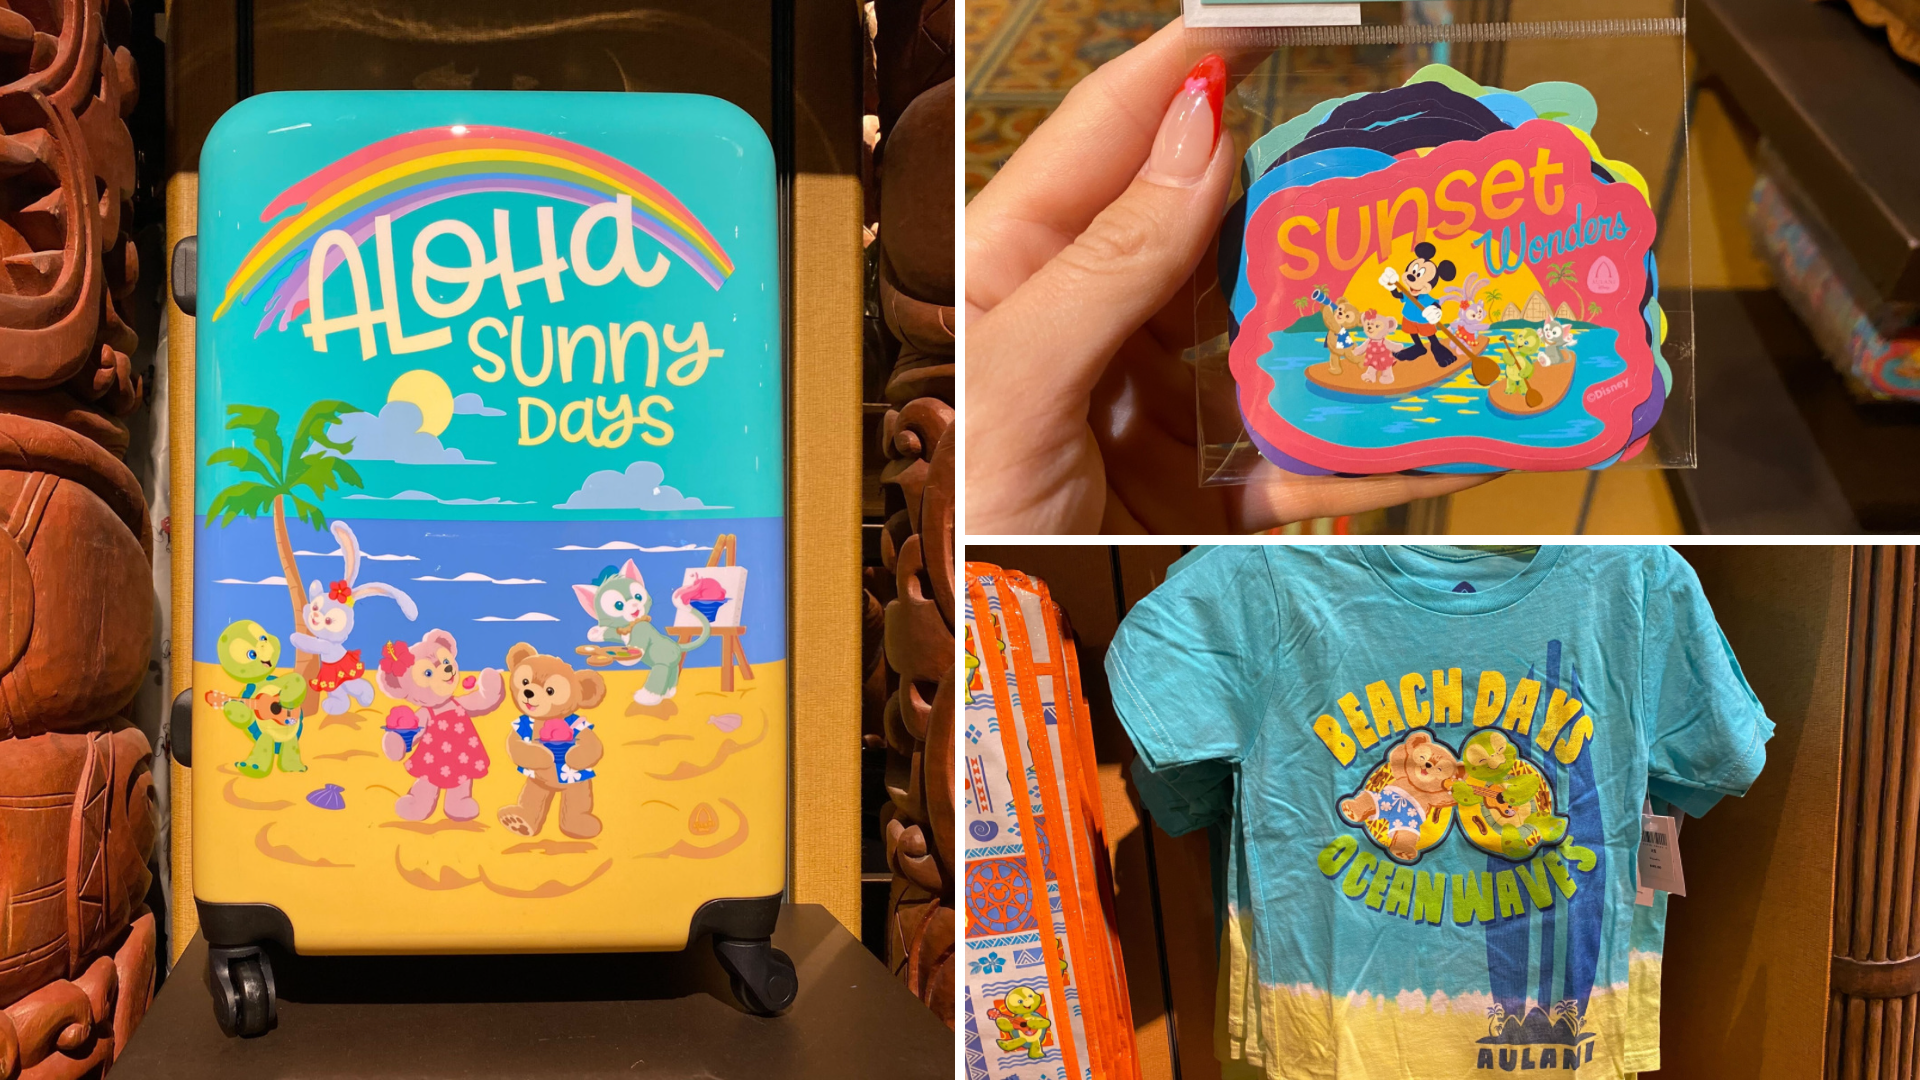 ALOHA
SUNNY
DAYS
SUNSET
Wonders
©Disney
BEACH DAYS
OCEAN WAVES
AULANI